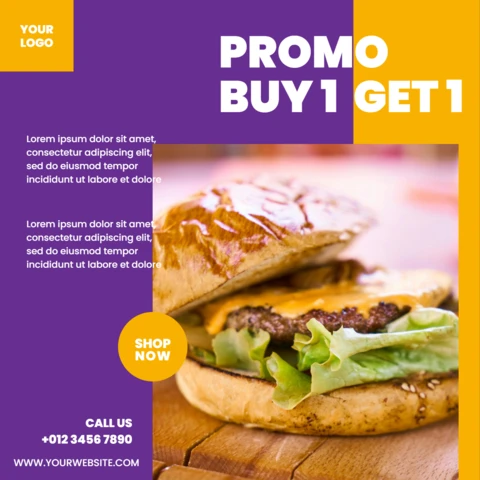 YOUR
LOGO
PROMO
BUY 1 GET 1
Lorem ipsum dolor sit amet,
consectetur adipiscing elit,
sed do eiusmod tempor
incididunt ut labore et dolore
Lorem ipsum dolor sit amet,
consectetur adipiscing elit,
sed do eiusmod tempor
incididunt ut labore et dolore
SHOP
NOW
CALL US
+012 3456 7890
WWW.YOURWEBSITE.COM